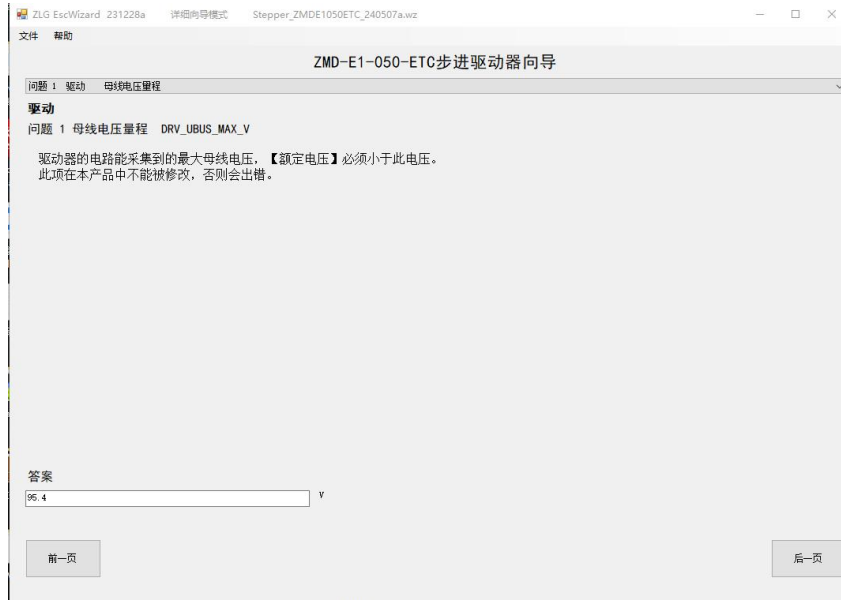 ZLG EscWizard 231228a 详细向导模式 Stepper_ZMDE1050ETC_240507a.wz
文件 帮助
ZMD-E1-050-ETC步进驱动器向导
问题 1 驱动 母线电压量程
驱动
问题 1 母线电压量程 DRV_UBUS_MAX_V
驱动器的电路能采集到的最大母线电压，【额定电压】必须小于此电压。
此项在本产品中不能被修改，否则会出错。
答案
95.4 V
前一页 后一页